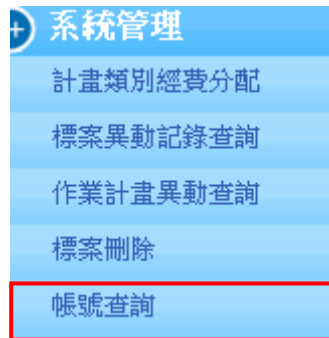 系統管理
計畫類別經費分配
標案異動記錄查詢
作業計畫異動查詢
標案刪除
帳號查詢